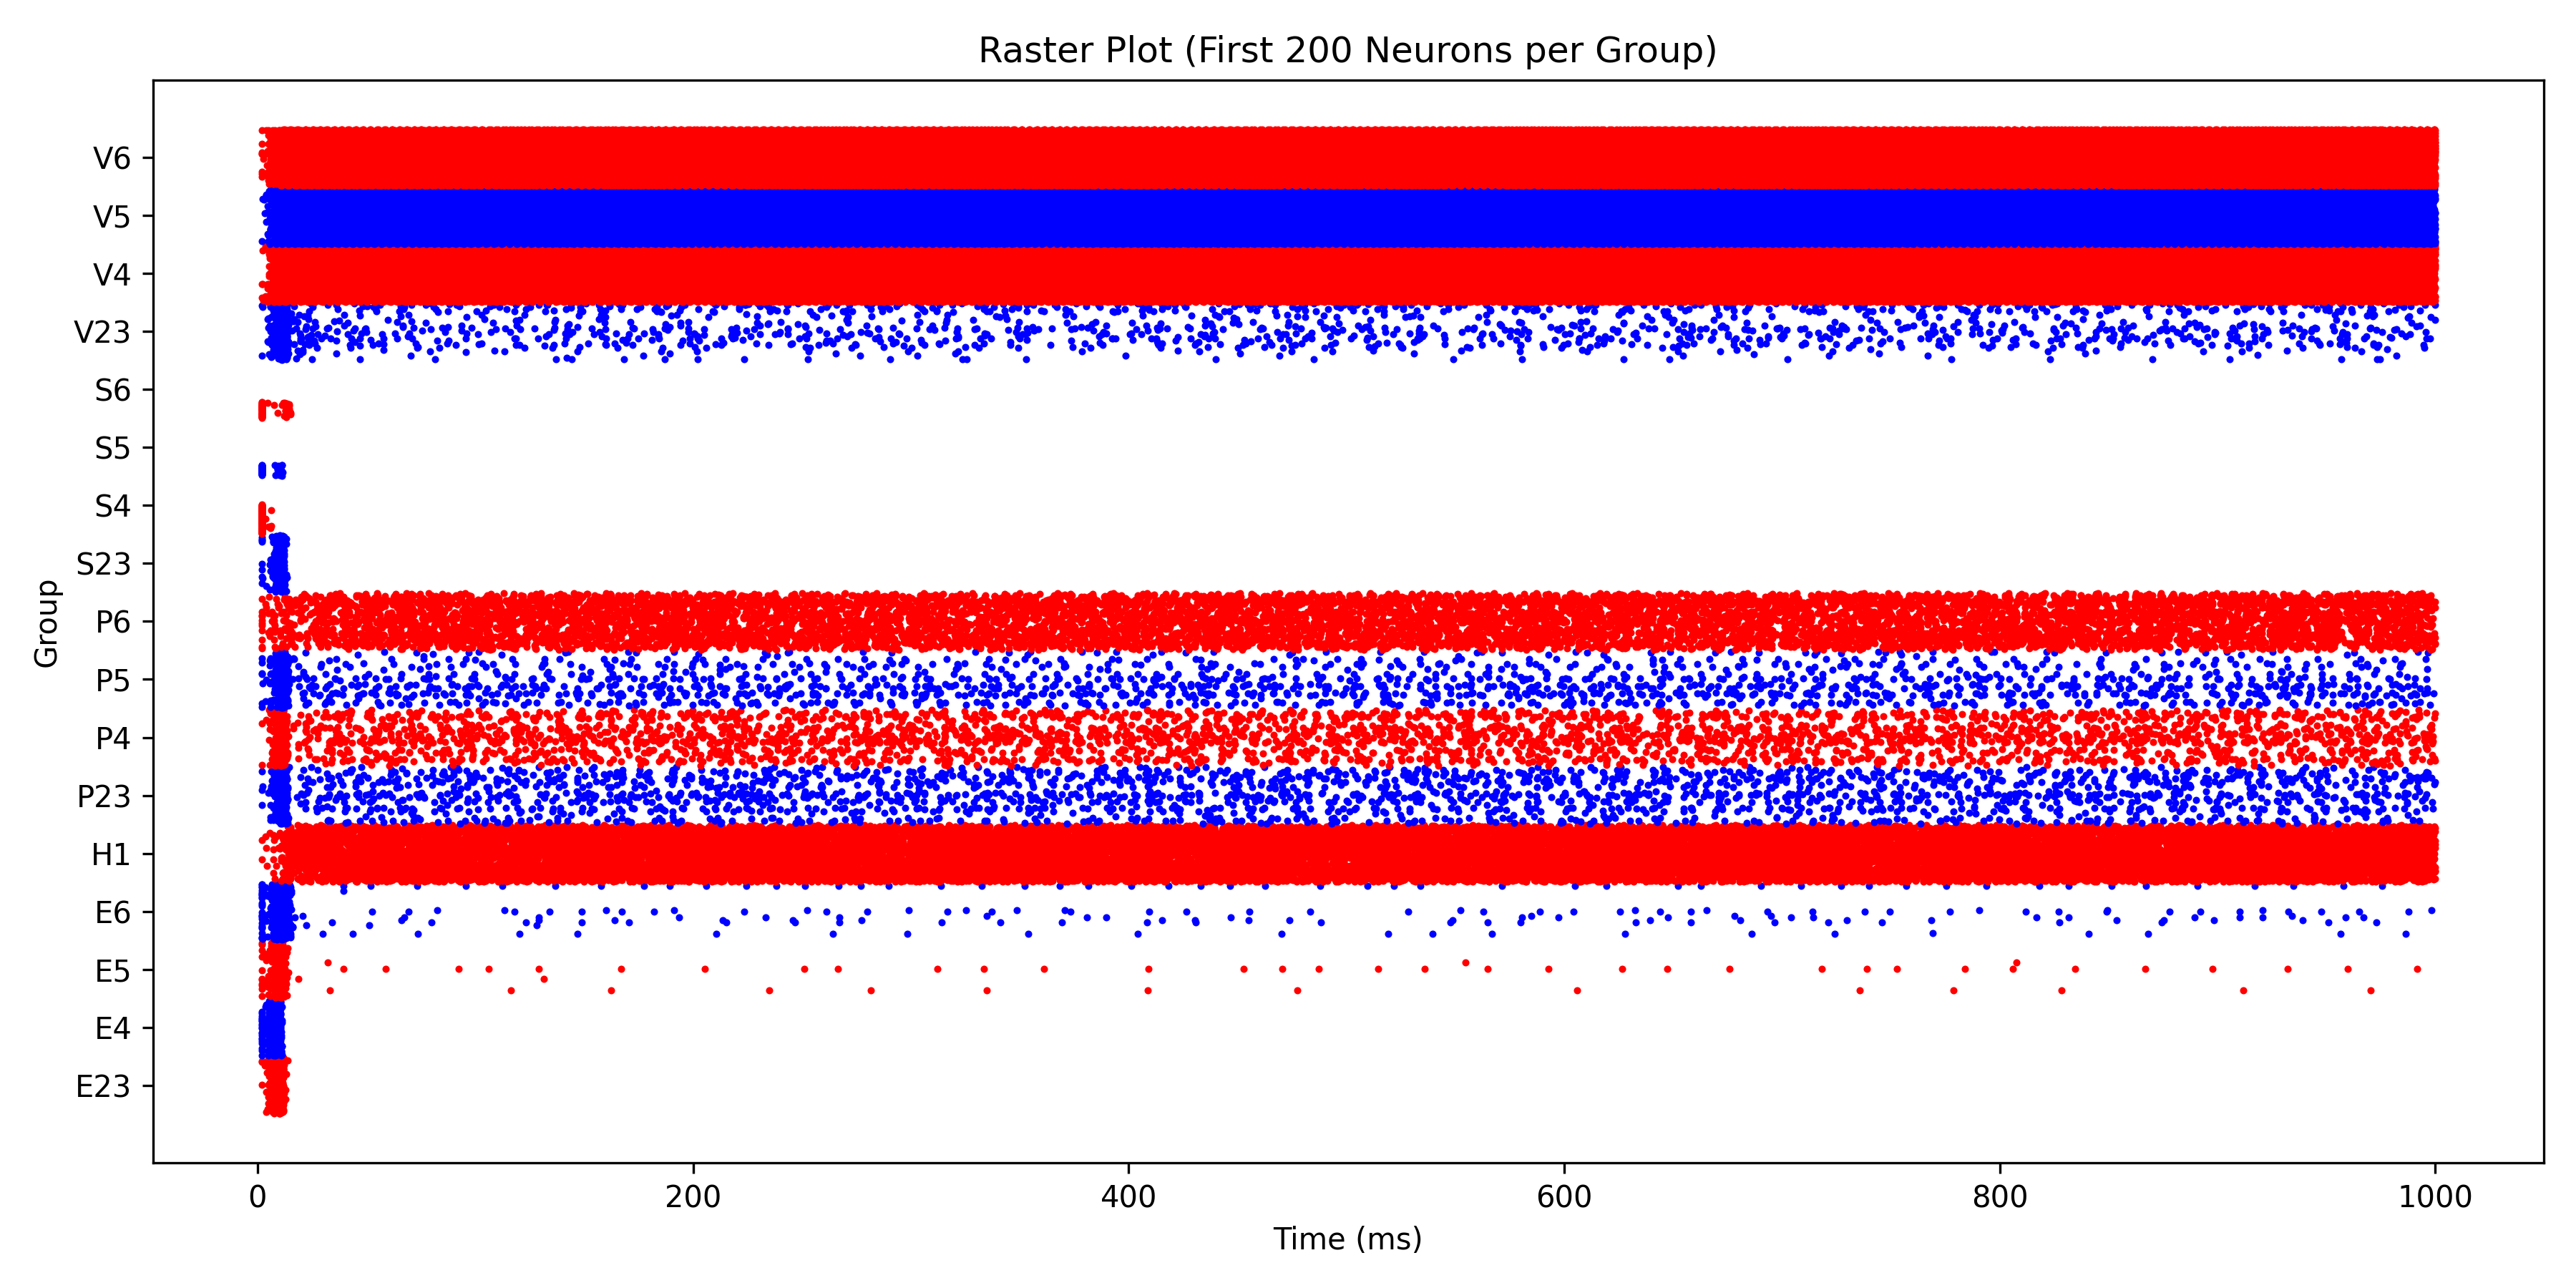 Raster Plot (First 200 Neurons per Group)
Group
V6
V5
V4
V23
S6
S5
S4
S23
P6
P5
P4
P23
H1
E6
E5
E4
E23
0 200 400 600 800 1000
Time (ms)